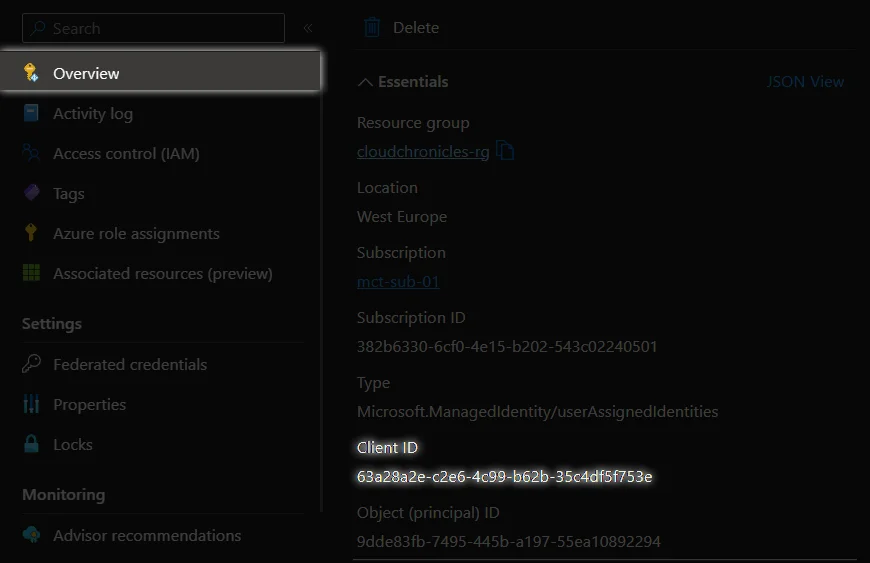 Search
«
Overview
Activity log
Access control (IAM)
Tags
Azure role assignments
Associated resources (preview)
Settings
Federated credentials
Properties
Locks
Monitoring
Advisor recommendations
Delete
Essentials
JSON View
Resource group
cloudchronicles-rg
Location
West Europe
Subscription
mct-sub-01
Subscription ID
382b6330-6cf0-4e15-b202-543c02240501
Type
Microsoft.ManagedIdentity/userAssignedIdentities
Client ID
63a28a2e-c2e6-4c99-b62b-35c4df5f753e
Object (principal) ID
9dde83fb-7495-445b-a197-55ea10892294